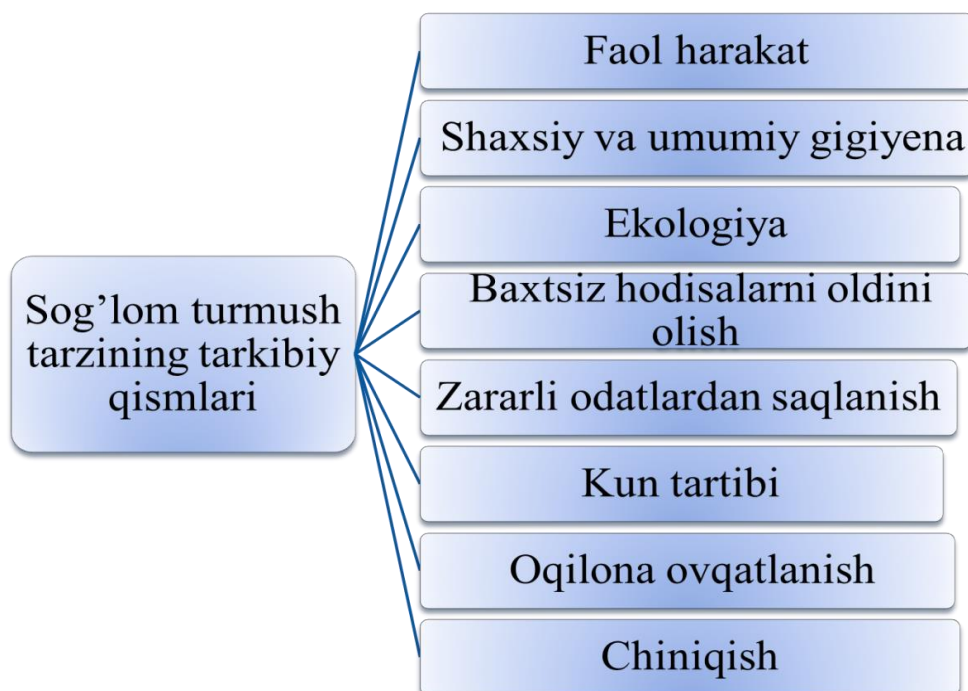 Faol harakat
Shaxsiy va umumiy gigiyena
Ekologiya
Sog’lom turmush
tarzining tarkibiy
qismlari
Baxtsiz hodisalarni oldini
olish
Zararli odatlardan saqlanish
Kun tartibi
Oqilona ovqatlanish
Chiniqish